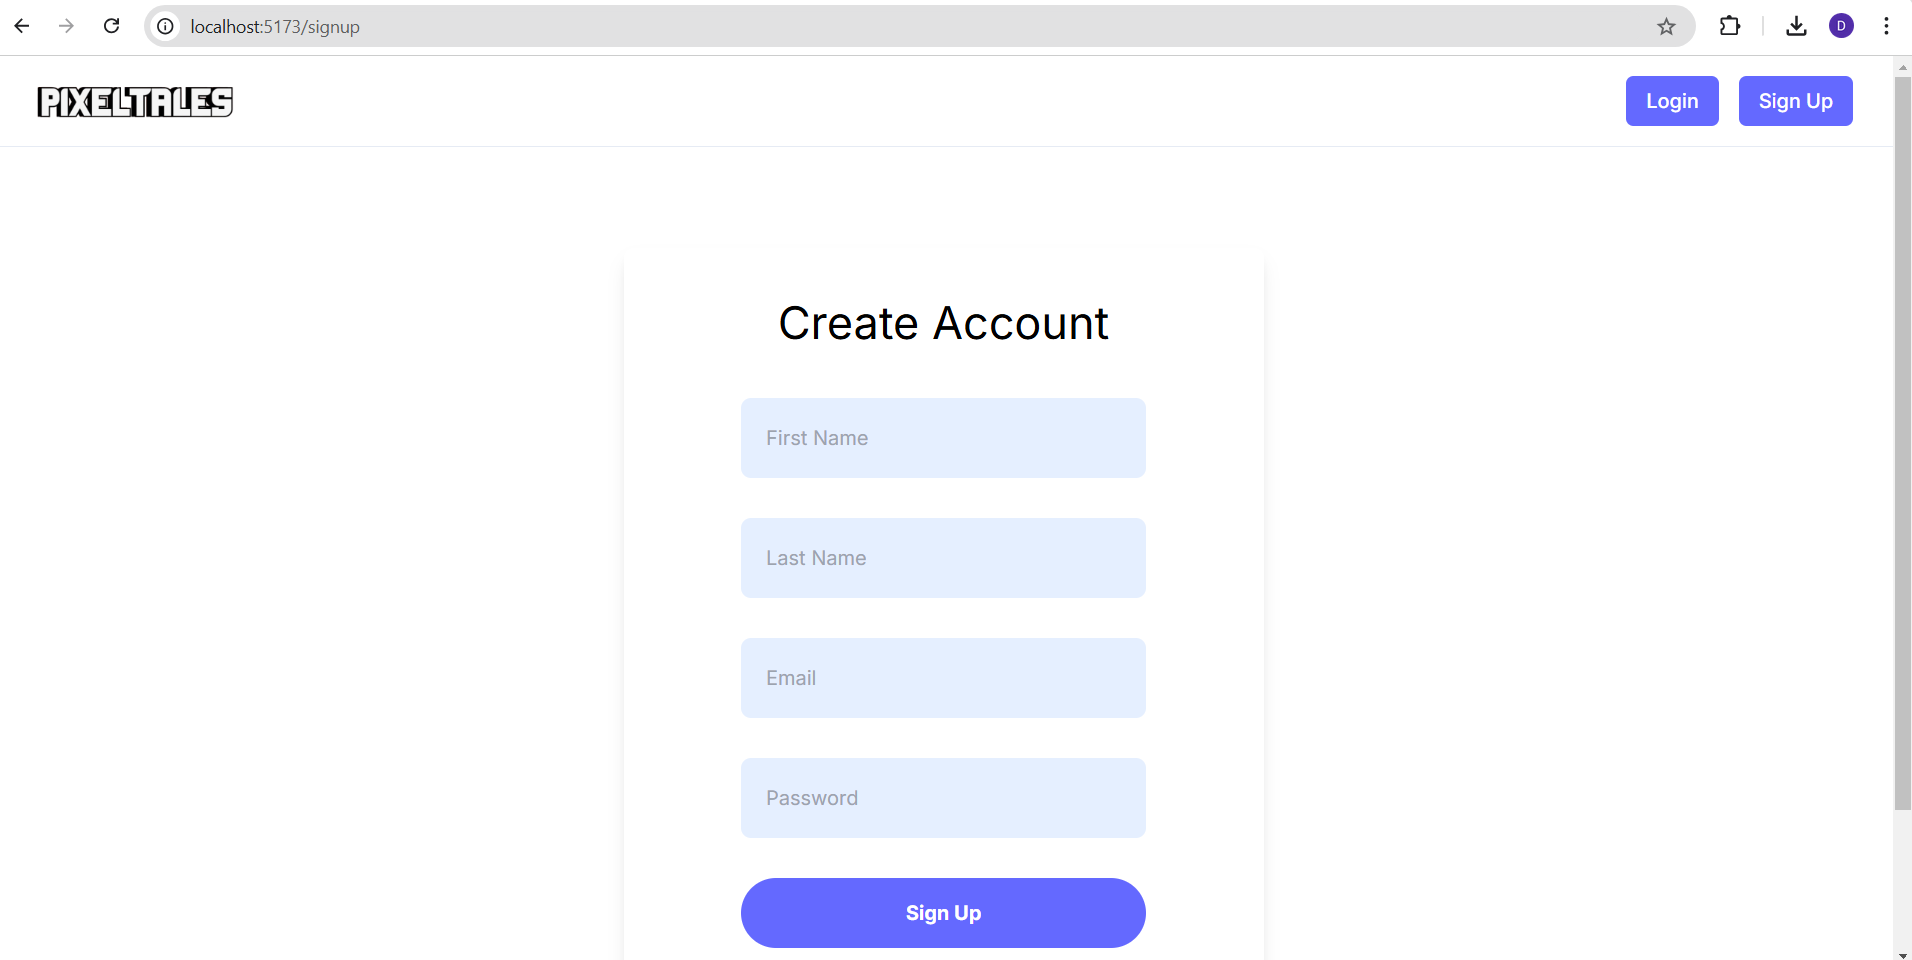 localhost:5173/signup
D
PIXELTALES
Login
Sign Up
Create Account
First Name
Last Name
Email
Password
Sign Up